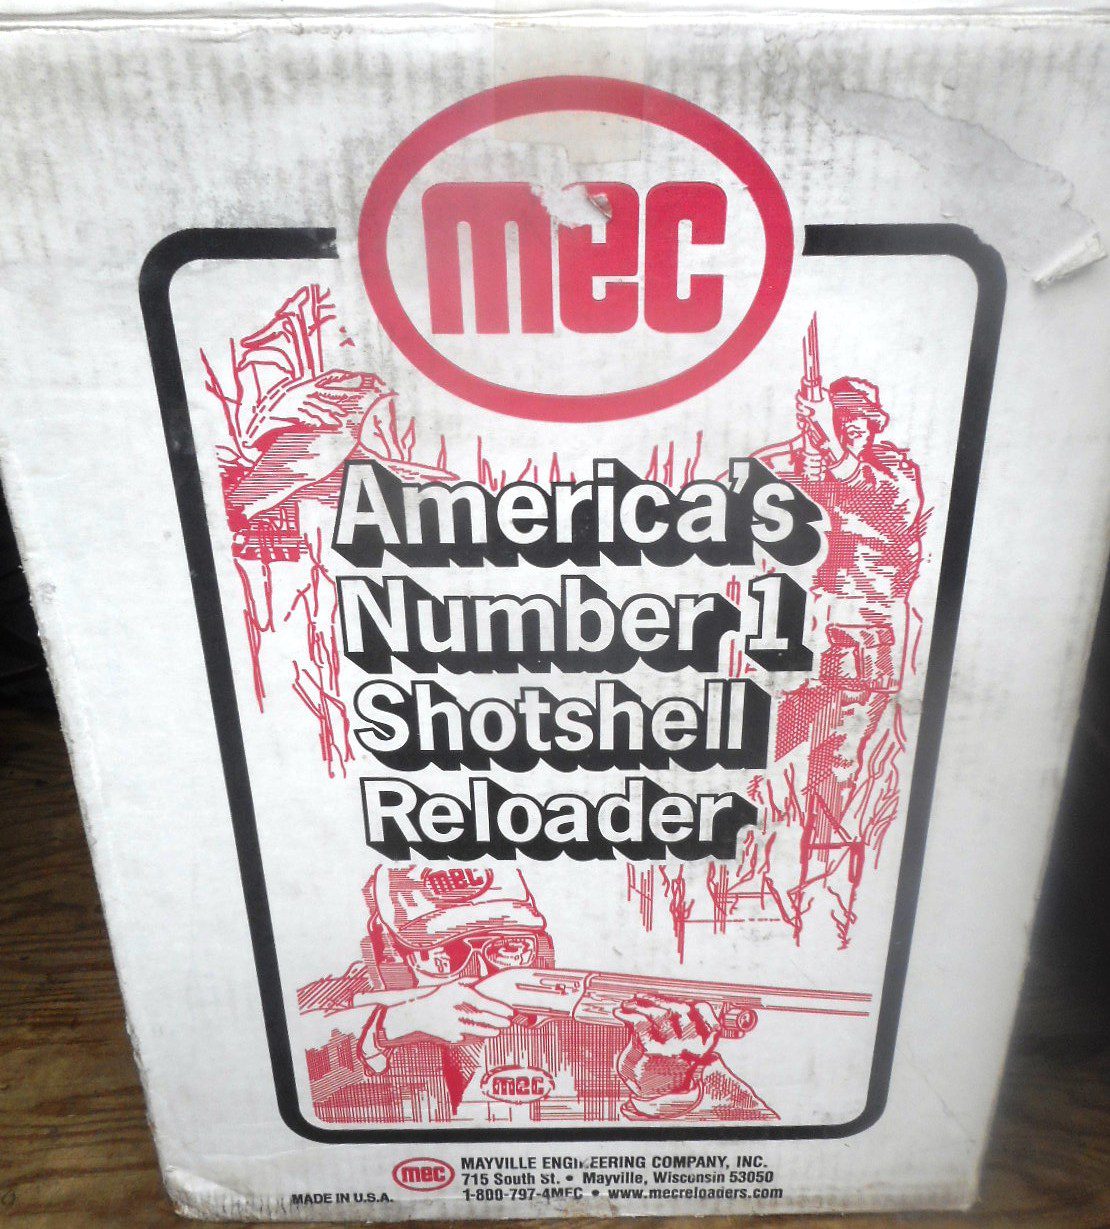 mec
America's
Number 1
Shotshell
Reloader
mec
mec
mec
MAYVILLE ENGINEERING COMPANY, INC.
715 South St. • Mayville, Wisconsin 53050
MADE IN U.S.A.
1-800-797-4MEC • www.mecreloaders.com